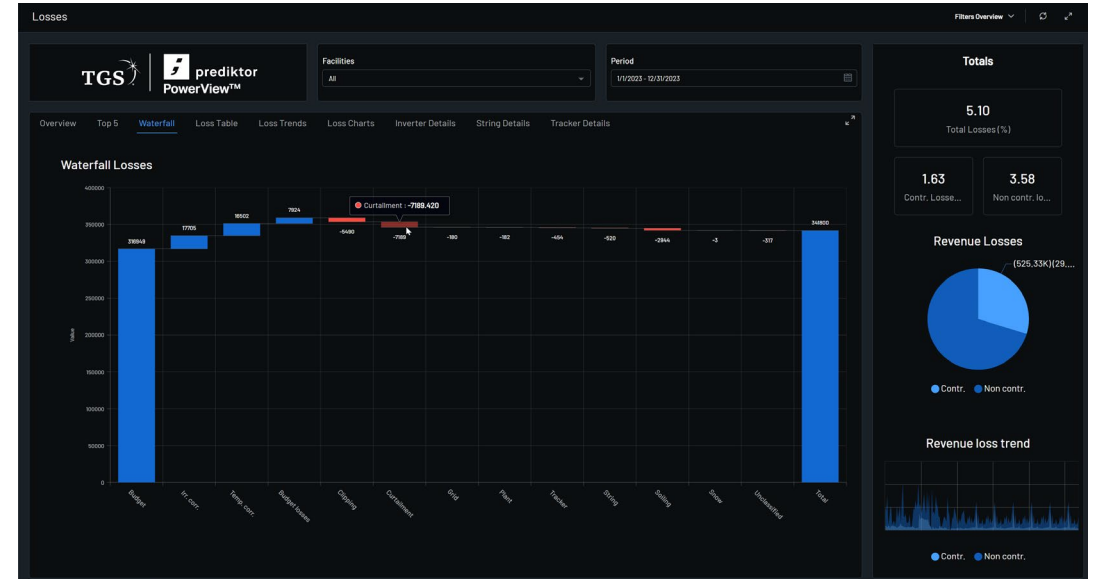 Losses
Filters Overview
TGS
prediktor
PowerView™
Facilities
All
Period
1/1/2023 - 12/31/2023
Overview Top 5 Waterfall Loss Table Loss Trends Loss Charts Inverter Details String Details Tracker Details
Waterfall Losses
Value
400000
350000
300000
250000
200000
150000
100000
50000
0
316949
17705
18502
7924
-5490
Curtailment : -7189.420
-7189
-180
-182
-454
-520
-2944
-3
-317
341800
Budget
Irr. corr.
Temp. corr.
Budget losses
Clipping
Curtailment
Grid
Plant
Tracker
String
Soiling
Snow
Unclassified
Total
Totals
5.10
Total Losses (%)
1.63
Contr. Losse...
3.58
Non contr. lo...
Revenue Losses
(525,33K)(29,...
Contr. Non contr.
Revenue loss trend
Contr. Non contr.